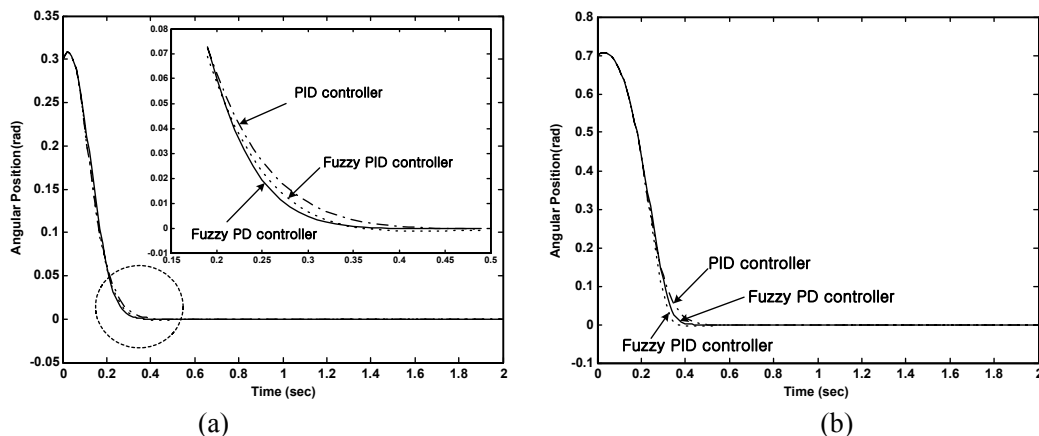 0.35
0.3
0.25
0.2
0.15
0.1
0.05
0
-0.05
Angular Position(rad)
0 0.2 0.4 0.6 0.8 1 1.2 1.4 1.6 1.8 2
Time (sec)
0.08
0.07
0.06
0.05
0.04
0.03
0.02
0.01
0
-0.01
0.15 0.2 0.25 0.3 0.35 0.4 0.45 0.5
PID controller
Fuzzy PID controller
Fuzzy PD controller
(a)
0.8
0.7
0.6
0.5
0.4
0.3
0.2
0.1
0
-0.1
Angular Position(rad)
0 0.2 0.4 0.6 0.8 1 1.2 1.4 1.6 1.8 2
Time (sec)
PID controller
Fuzzy PD controller
Fuzzy PID controller
(b)